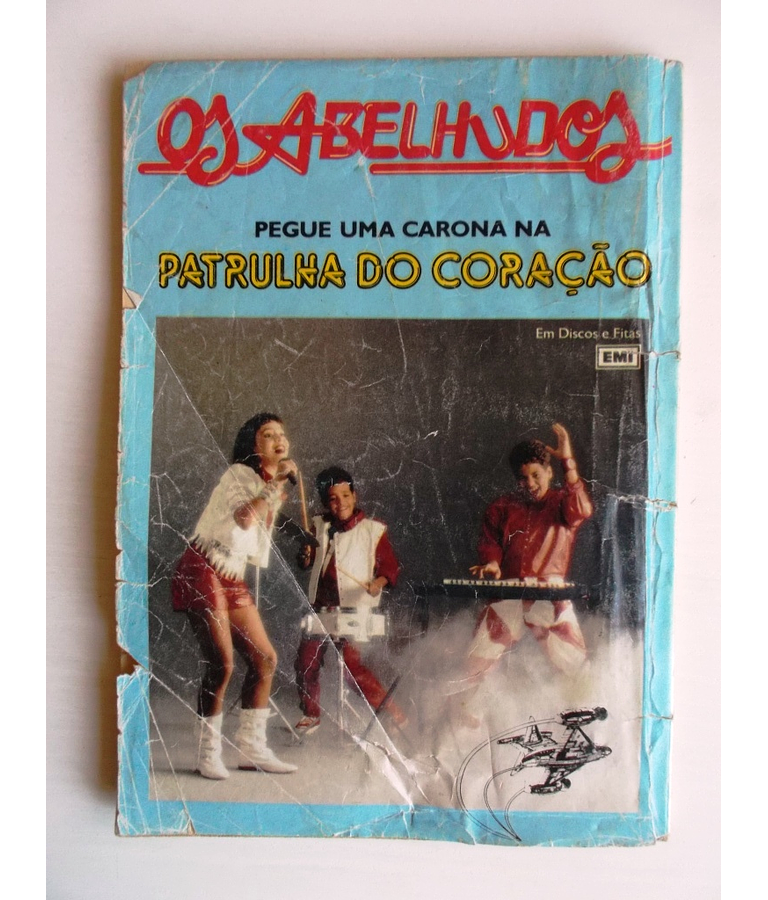 OS ABELHUDOS
PEGUE UMA CARONA NA
PATRULHA DO CORAÇÃO
Em Discos e Fitas
EMI